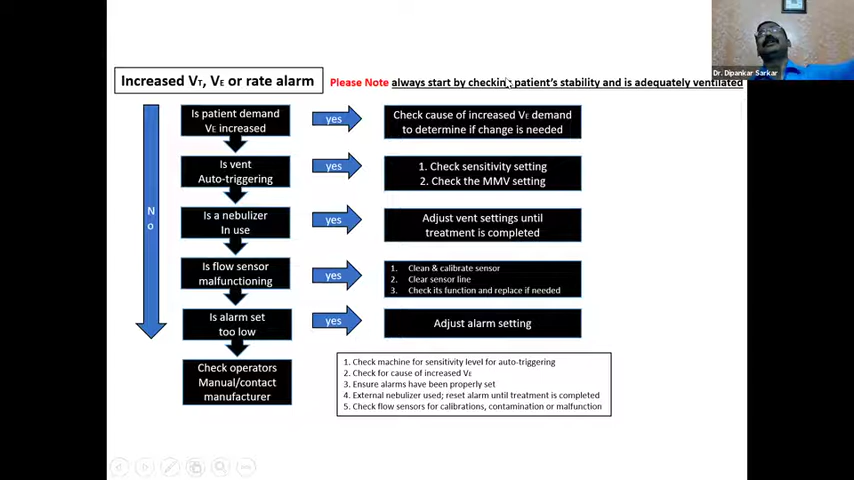 Dr. Dipankar Sarkar
Increased VT, VE or rate alarm
Please Note always start by checking patient's stability and is adequately ventilated
Is patient demand
VE increased
yes
Check cause of increased VE demand
to determine if change is needed
Is vent
Auto-triggering
yes
1. Check sensitivity setting
2. Check the MMV setting
N
o
Is a nebulizer
In use
yes
Adjust vent settings until
treatment is completed
Is flow sensor
malfunctioning
yes
1. Clean & calibrate sensor
2. Clear sensor line
3. Check its function and replace if needed
Is alarm set
too low
yes
Adjust alarm setting
Check operators
Manual/contact
manufacturer
1. Check machine for sensitivity level for auto-triggering
2. Check for cause of increased VE
3. Ensure alarms have been properly set
4. External nebulizer used; reset alarm until treatment is completed
5. Check flow sensors for calibrations, contamination or malfunction